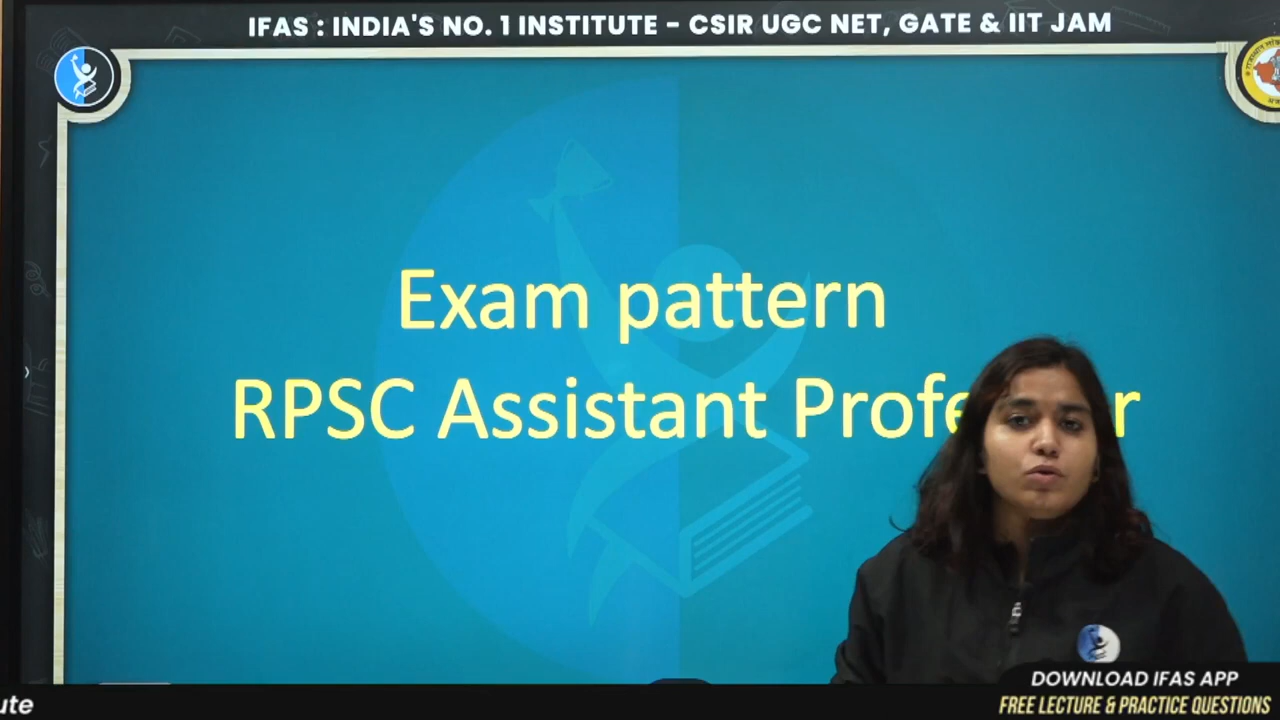 IFAS : INDIA'S NO. 1 INSTITUTE - CSIR UGC NET, GATE & IIT JAM
Exam pattern
RPSC Assistant Profe r
DOWNLOAD IFAS APP
ute
FREE LECTURE & PRACTICE QUESTIONS